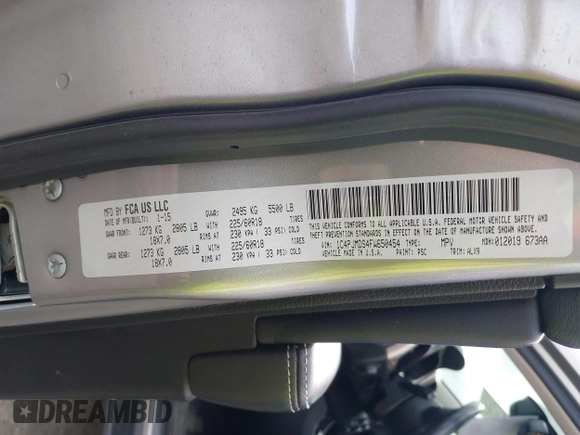 MFD BY FCA US LLC
DATE OF MFR(BUILT): 1-15 GVWR: 2495 KG 5500 LB
GAWR FRONT: 1273 KG 2805 LB WITH 225/60R18 TIRES
18X7.0 RIMS AT 230 KPA ( 33 PSI) COLD
GAWR REAR: 1273 KG 2805 LB WITH 225/60R18 TIRES
18X7.0 RIMS AT 230 KPA ( 33 PSI) COLD
THIS VEHICLE CONFORMS TO ALL APPLICABLE U.S.A. FEDERAL MOTOR VEHICLE SAFETY AND
THEFT PREVENTION STANDARDS IN EFFECT ON THE DATE OF MANUFACTURE SHOWN ABOVE.
VIN: 1C4PJMDS4FW650454 TYPE: MPV MDH: 012019 673AA
VEHICLE MADE IN U.S.A. PAINT: PSC TRIM: ALX9
DREAMBID